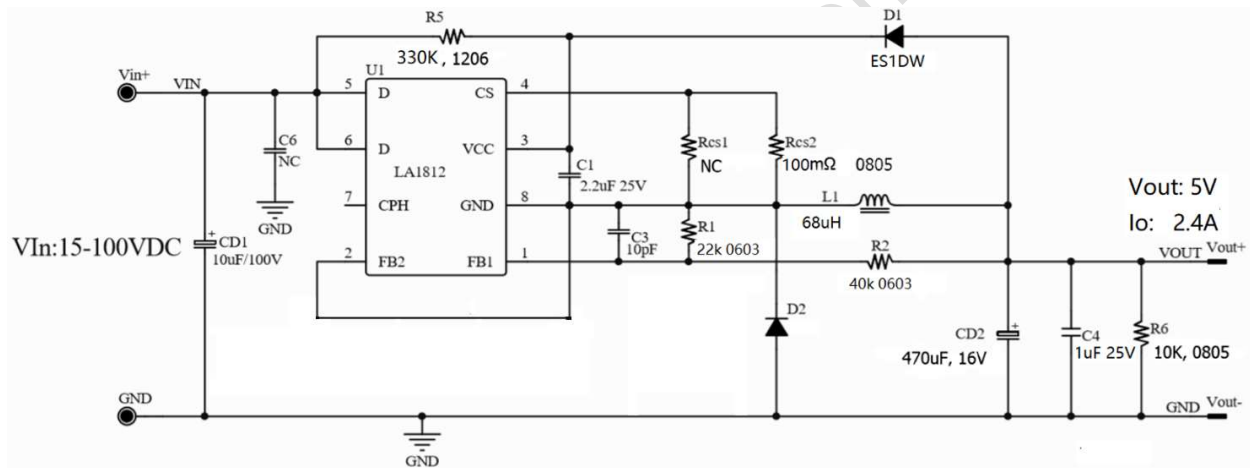 R5
330K , 1206
D1
ES1DW
Vin+
VIN
U1
5 D CS 4
6 D VCC 3
LA1812
7 CPH GND 8
2 FB2 FB1 1
C6
NC
GND
C1
2.2uF 25V
Rcs1
NC
Rcs2
100mΩ 0805
L1
68uH
Vout: 5V
Io: 2.4A
VIn:15-100VDC
CD1
10uF/100V
C3
10pF
R1
22k 0603
R2
40k 0603
VOUT Vout+
D2
CD2
470uF, 16V
C4
1uF 25V
R6
10K, 0805
GND
GND
GND Vout-